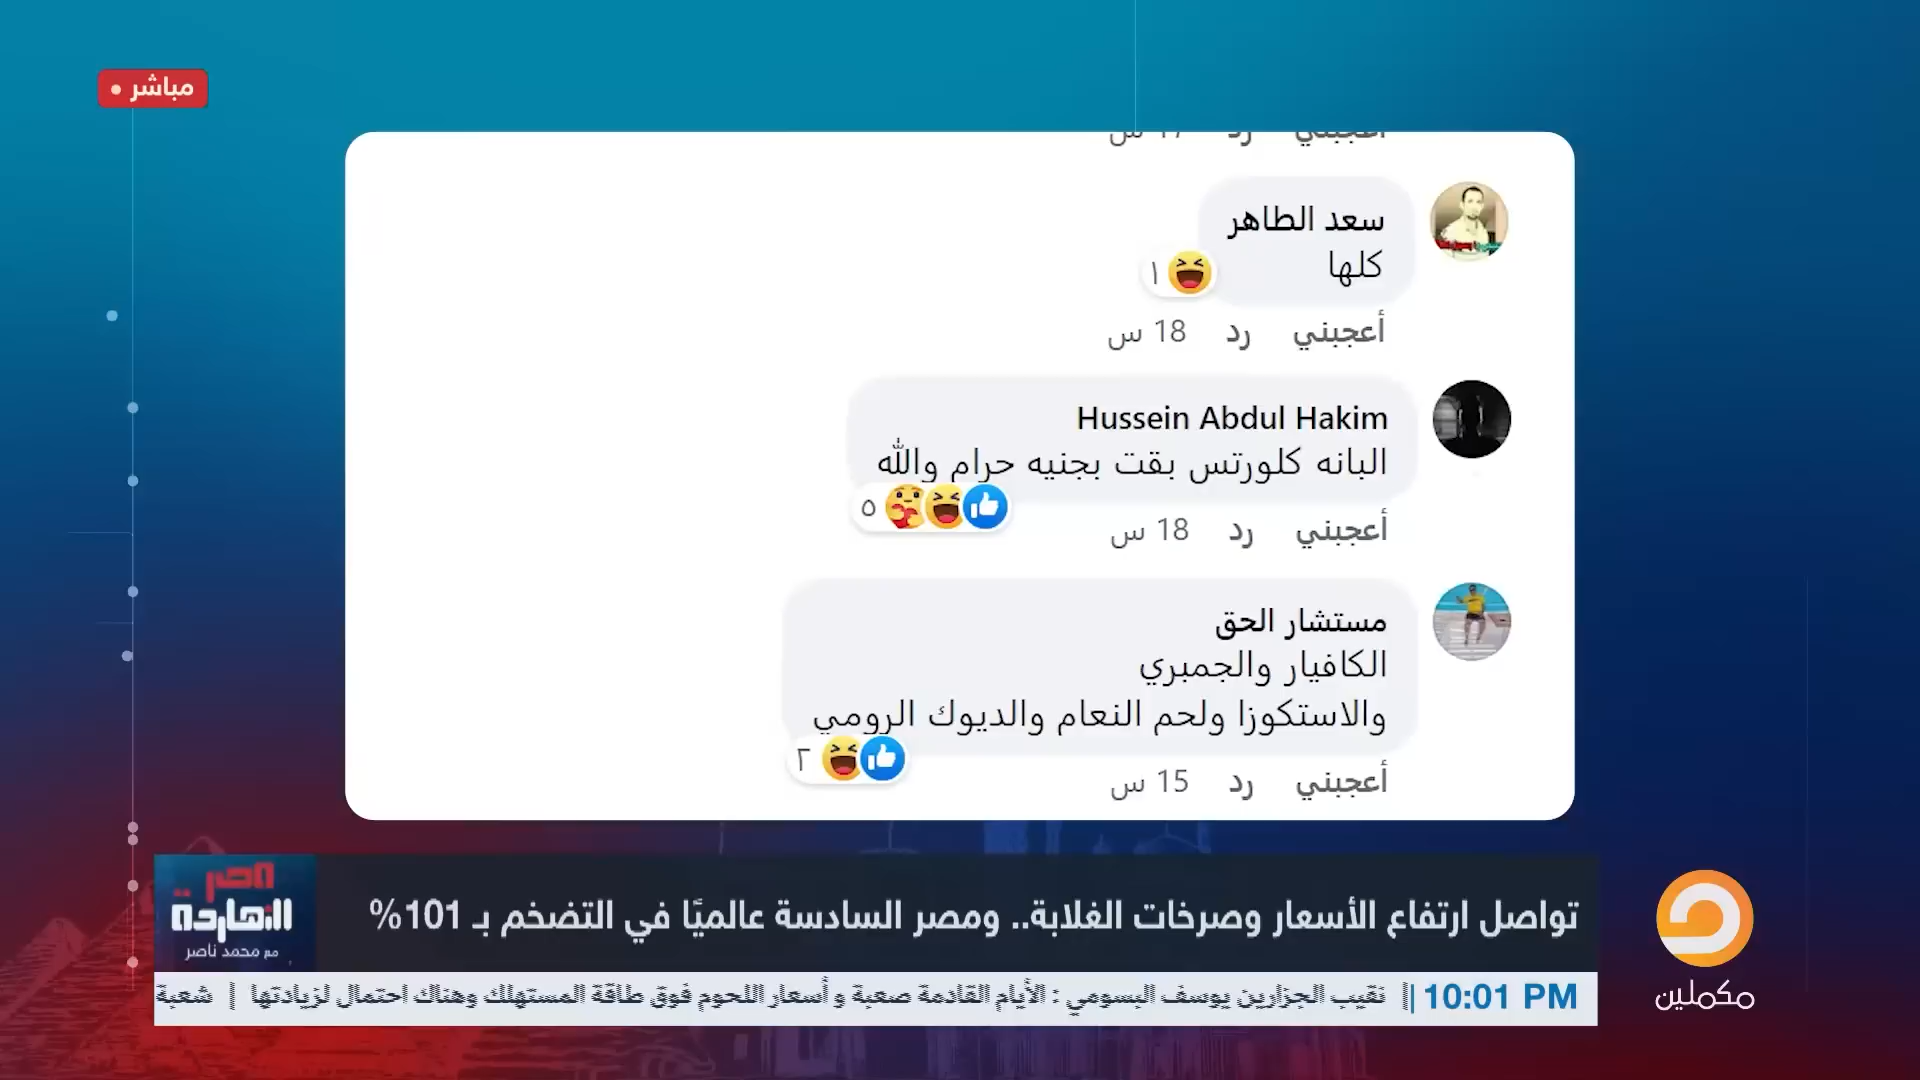 مباشر
أعجبني رد 17 س
سعد الطاهر
كلها
١
أعجبني رد 18 س
Hussein Abdul Hakim
البانه كلورتس بقت بجنيه حرام والله
٥
أعجبني رد 18 س
مستشار الحق
الكافيار والجمبري
والاستكوزا ولحم النعام والديوك الرومي
٢
أعجبني رد 15 س
تواصل ارتفاع الأسعار وصرخات الغلابة.. ومصر السادسة عالميًا في التضخم بـ 101%
مصر
النهاردة
مع محمد ناصر
10:01 PM || نقيب الجزارين يوسف البسومي : الأيام القادمة صعبة و أسعار اللحوم فوق طاقة المستهلك وهناك احتمال لزيادتها | شعبة
مكملين